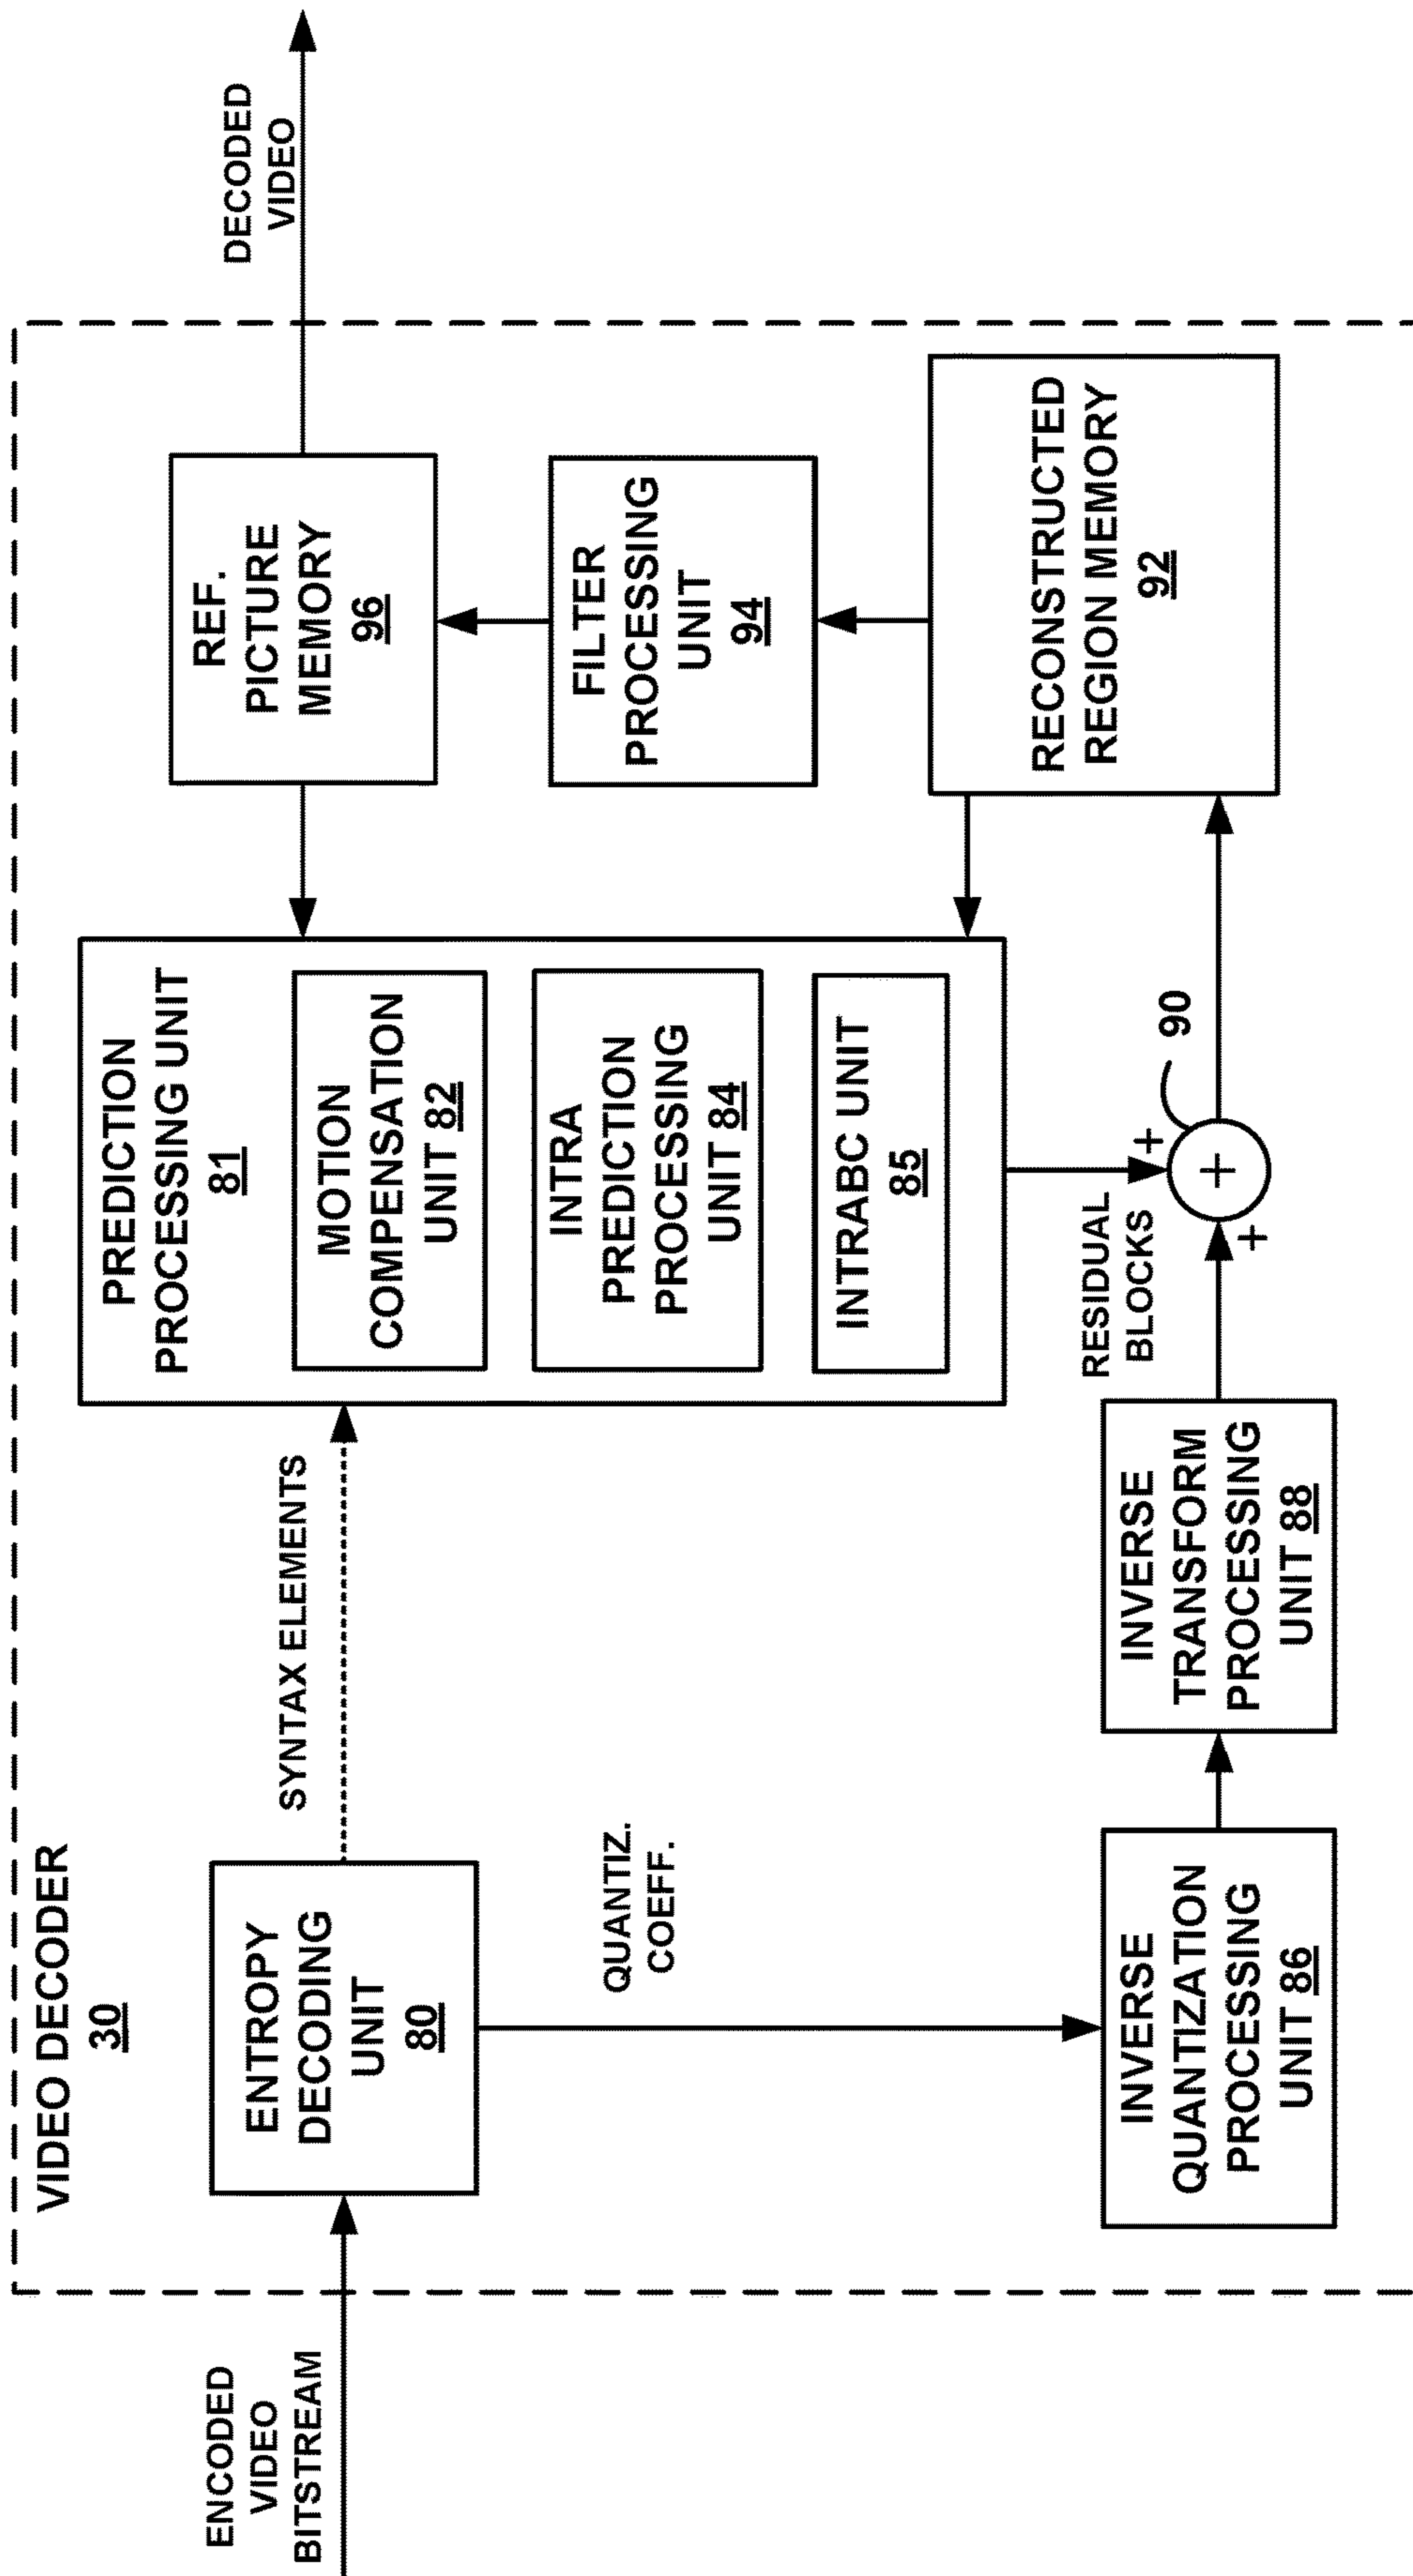 VIDEO DECODER
30
ENCODED
VIDEO
BITSTREAM
ENTROPY
DECODING
UNIT
80
SYNTAX ELEMENTS
QUANTIZ.
COEFF.
PREDICTION
PROCESSING UNIT
81
MOTION
COMPENSATION
UNIT 82
INTRA
PREDICTION
PROCESSING
UNIT 84
INTRABC UNIT
85
REF.
PICTURE
MEMORY
96
DECODED
VIDEO
FILTER
PROCESSING
UNIT
94
RECONSTRUCTED
REGION MEMORY
92
INVERSE
QUANTIZATION
PROCESSING
UNIT 86
INVERSE
TRANSFORM
PROCESSING
UNIT 88
RESIDUAL
BLOCKS
+
+
+
90